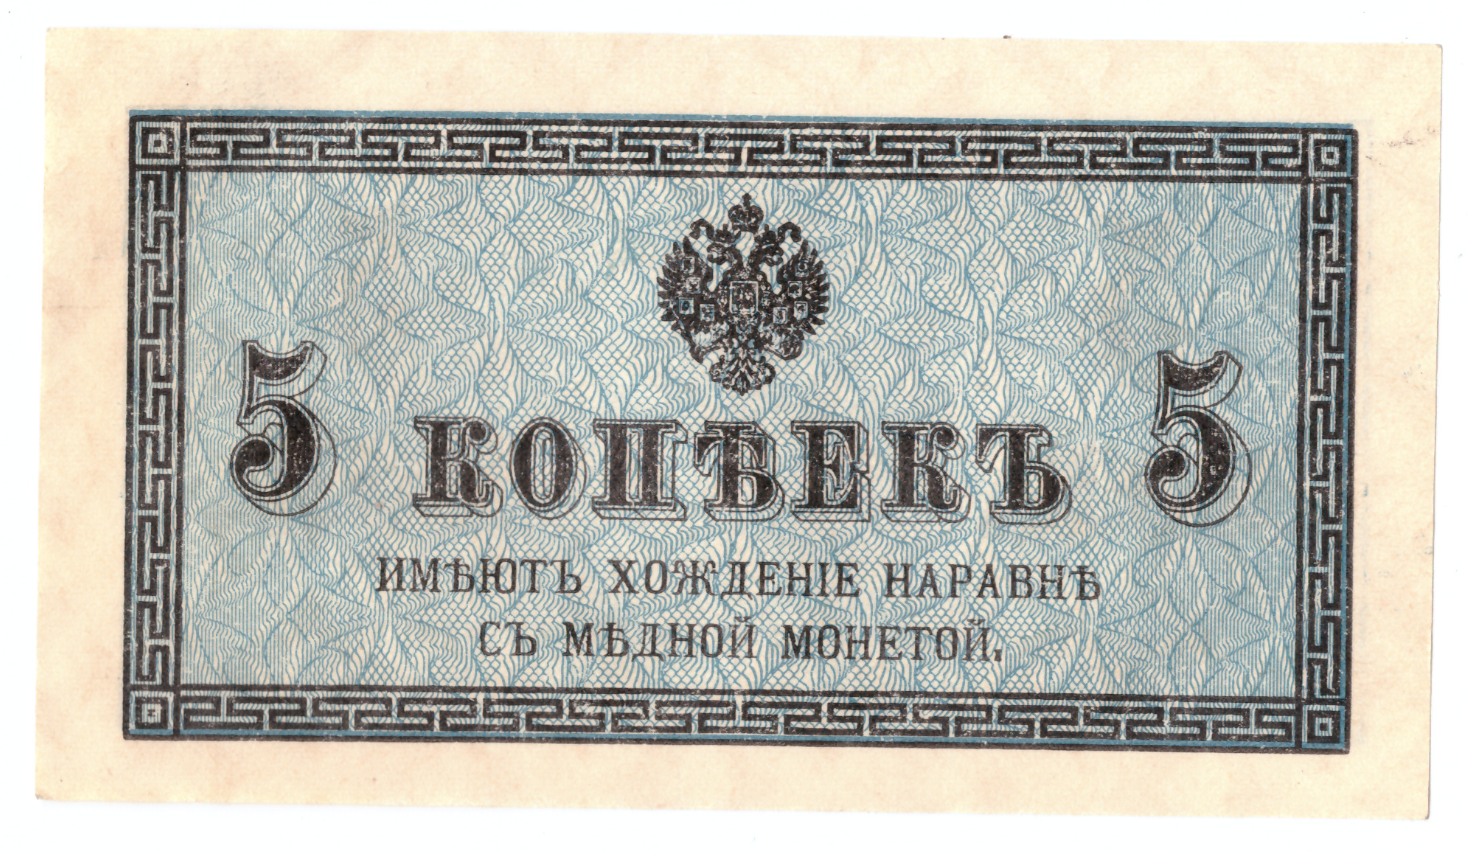 5 КОПѢЕКЪ 5
ИМѢЮТЪ ХОЖДЕНІЕ НАРАВНѢ
СЪ МѢДНОЙ МОНЕТОЙ.